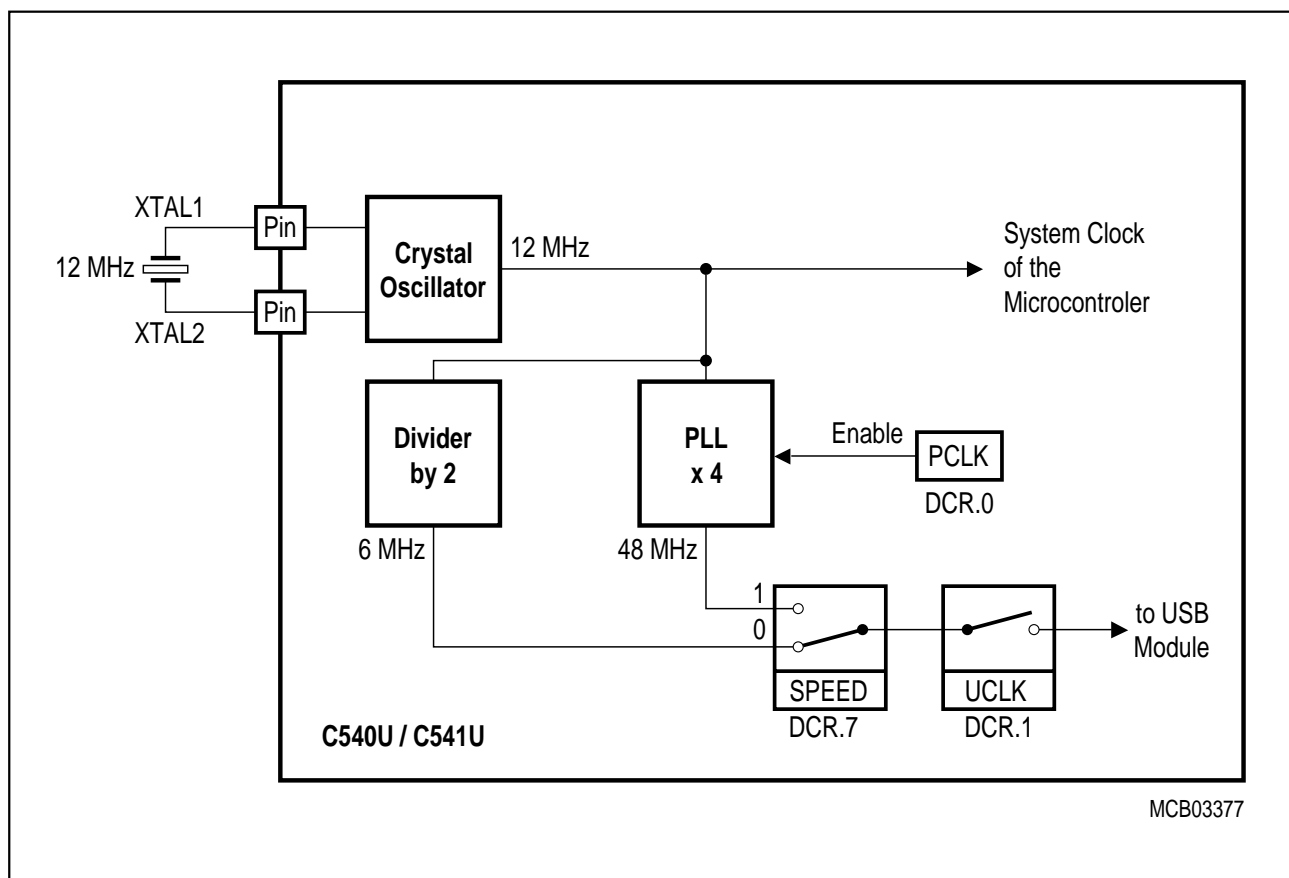 XTAL1
Pin
12 MHz
Pin
XTAL2
Crystal
Oscillator
12 MHz
System Clock
of the
Microcontroler
Divider
by 2
PLL
x 4
Enable
PCLK
DCR.0
6 MHz
48 MHz
1
0
SPEED
DCR.7
UCLK
DCR.1
to USB
Module
C540U / C541U
MCB03377